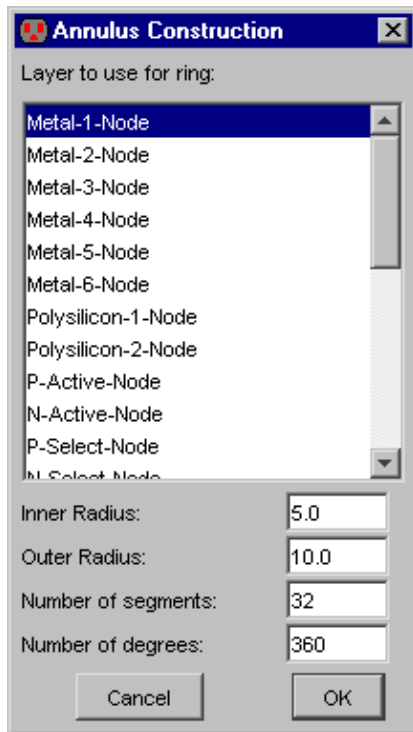 Annulus Construction
Layer to use for ring:
Metal-1-Node
Metal-2-Node
Metal-3-Node
Metal-4-Node
Metal-5-Node
Metal-6-Node
Polysilicon-1-Node
Polysilicon-2-Node
P-Active-Node
N-Active-Node
P-Select-Node
N-Select-Node
Inner Radius: 5.0
Outer Radius: 10.0
Number of segments: 32
Number of degrees: 360
Cancel OK